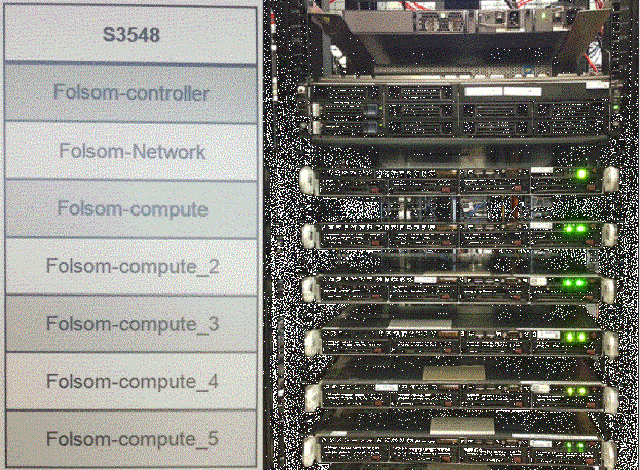 S3548
Folsom-controller
Folsom-Network
Folsom-compute
Folsom-compute_2
Folsom-compute_3
Folsom-compute_4
Folsom-compute_5